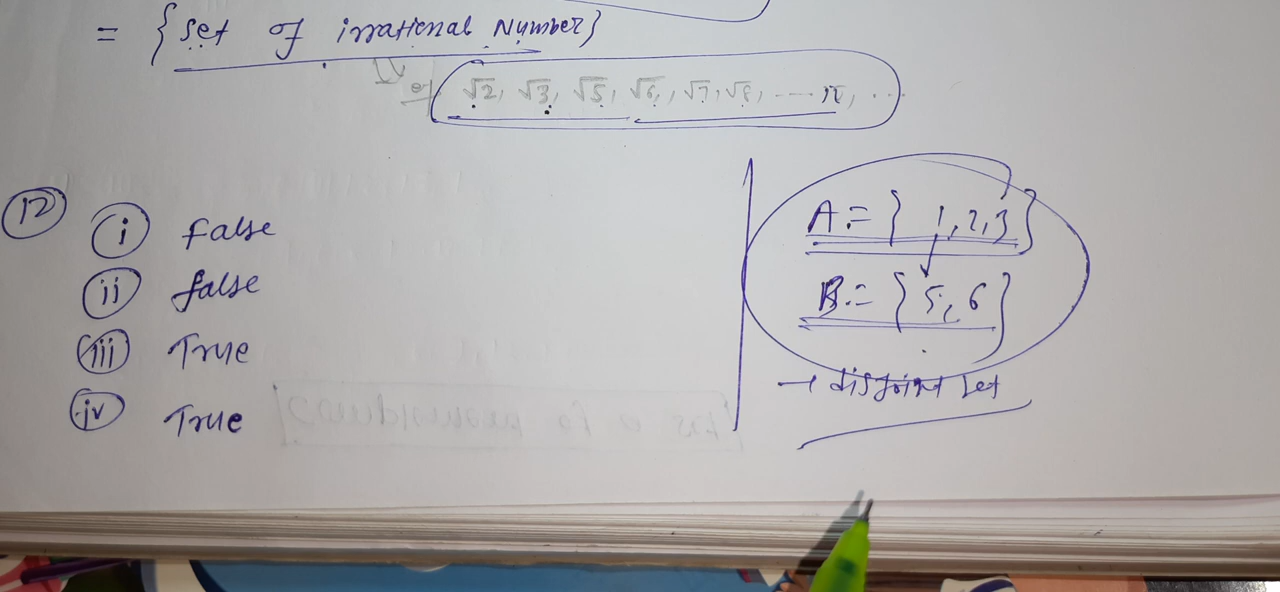 = {set of irrational Number}
√2, √3, √5, √6, √7, √8, ---- π, ...
12
i False
ii false
iii True
iv True
A = { 1, 2, 3 }
B = { 5, 6 }
→ disjoint set